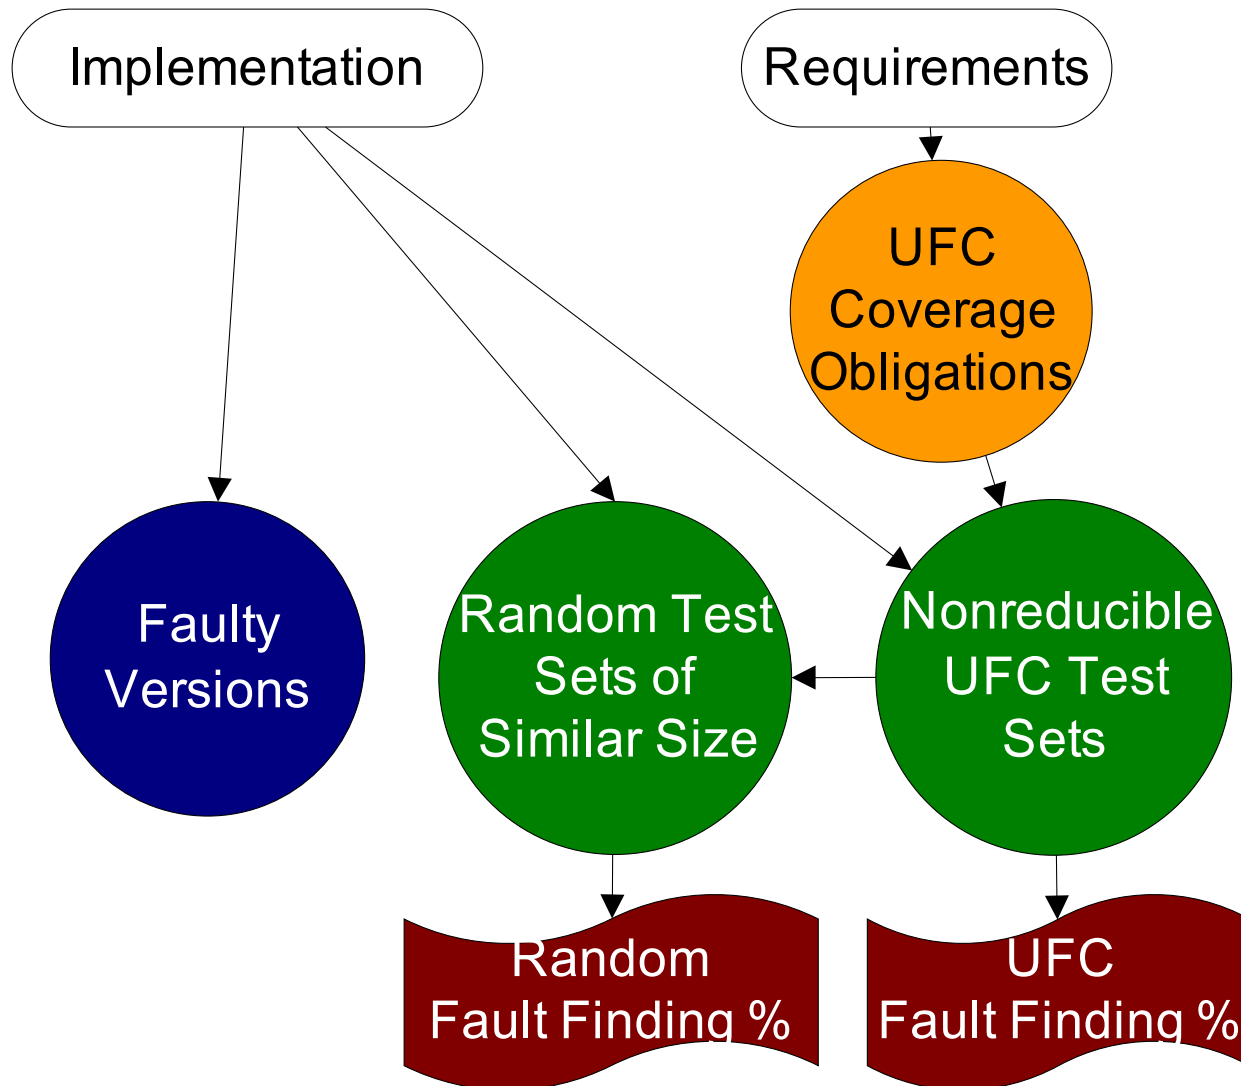 Implementation
Requirements
UFC
Coverage
Obligations
Faulty
Versions
Random Test
Sets of
Similar Size
Nonreducible
UFC Test
Sets
Random
Fault Finding %
UFC
Fault Finding %